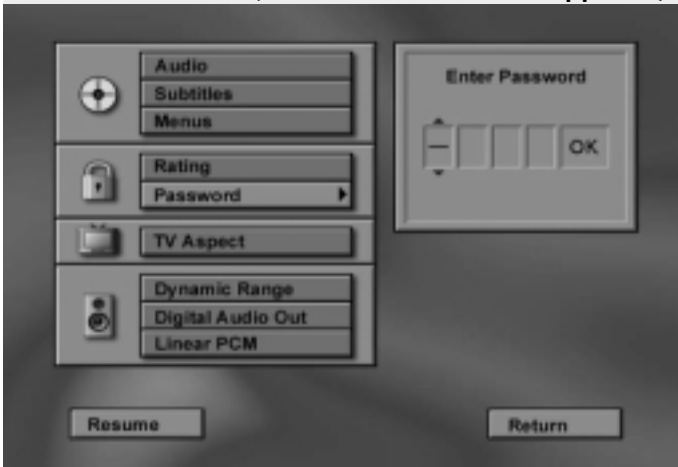 Audio
Subtitles
Menus
Rating
Password
TV Aspect
Dynamic Range
Digital Audio Out
Linear PCM
Enter Password
— OK
Resume
Return